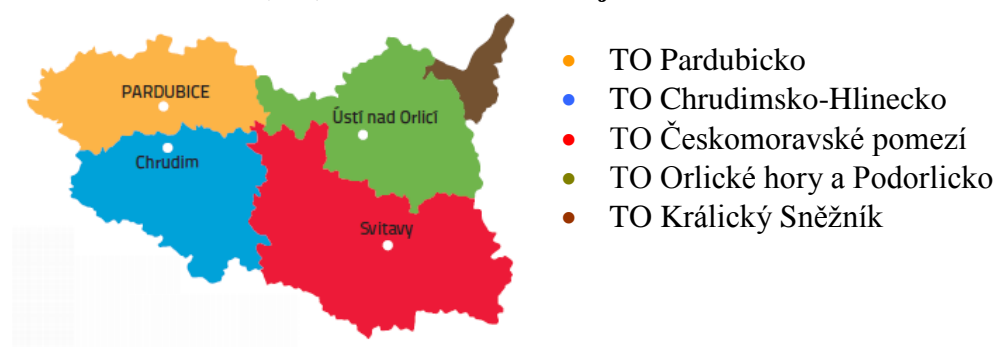 PARDUBICE
Ústí nad Orlicí
Chrudim
Svitavy
TO Pardubicko
TO Chrudimsko-Hlinecko
TO Českomoravské pomezí
TO Orlické hory a Podorlicko
TO Králický Sněžník